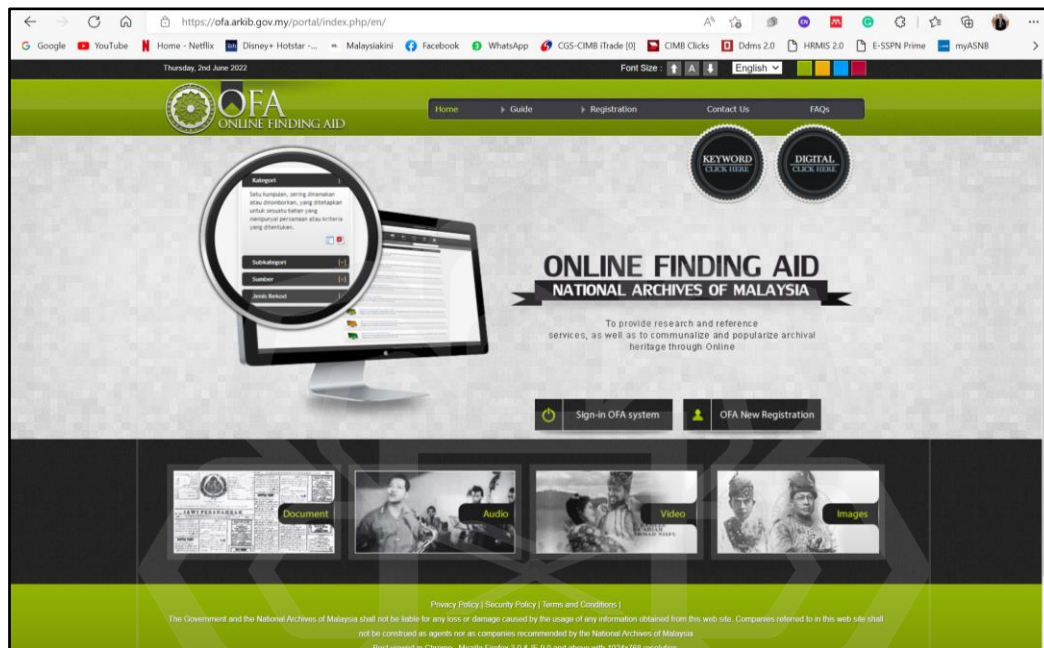 https://ofa.arkib.gov.my/portal/index.php/en/
Google YouTube Home - Netflix Disney+ Hotstar -... Malaysiakini Facebook WhatsApp CGS-CIMB iTrade [0] CIMB Clicks Ddms 2.0 HRMIS 2.0 E-SSPN Prime myASNB
Thursday, 2nd June 2022
Font Size : A English
OFA
ONLINE FINDING AID
Home Guide Registration Contact Us FAQs
KEYWORD
CLICK HERE
DIGITAL
CLICK HERE
Kategori
Satu kumpulan, sering dinamakan
atau dinomborkan, yang ditetapkan
untuk sesuatu bahan yang
mempunyai persamaan atau kriteria
yang ditentukan.
Subkategori [+]
Sumber [+]
Jenis Rekod
ONLINE FINDING AID
NATIONAL ARCHIVES OF MALAYSIA
To provide research and reference
services, as well as to communalize and popularize archival
heritage through Online
Sign-in OFA system
OFA New Registration
Document
Audio
Video
Images
Privacy Policy | Security Policy | Terms and Conditions |
The Government and the National Archives of Malaysia shall not be liable for any loss or damage caused by the usage of any information obtained from this web site. Companies referred to in this web site shall
not be construed as agents nor as companies recommended by the National Archives of Malaysia